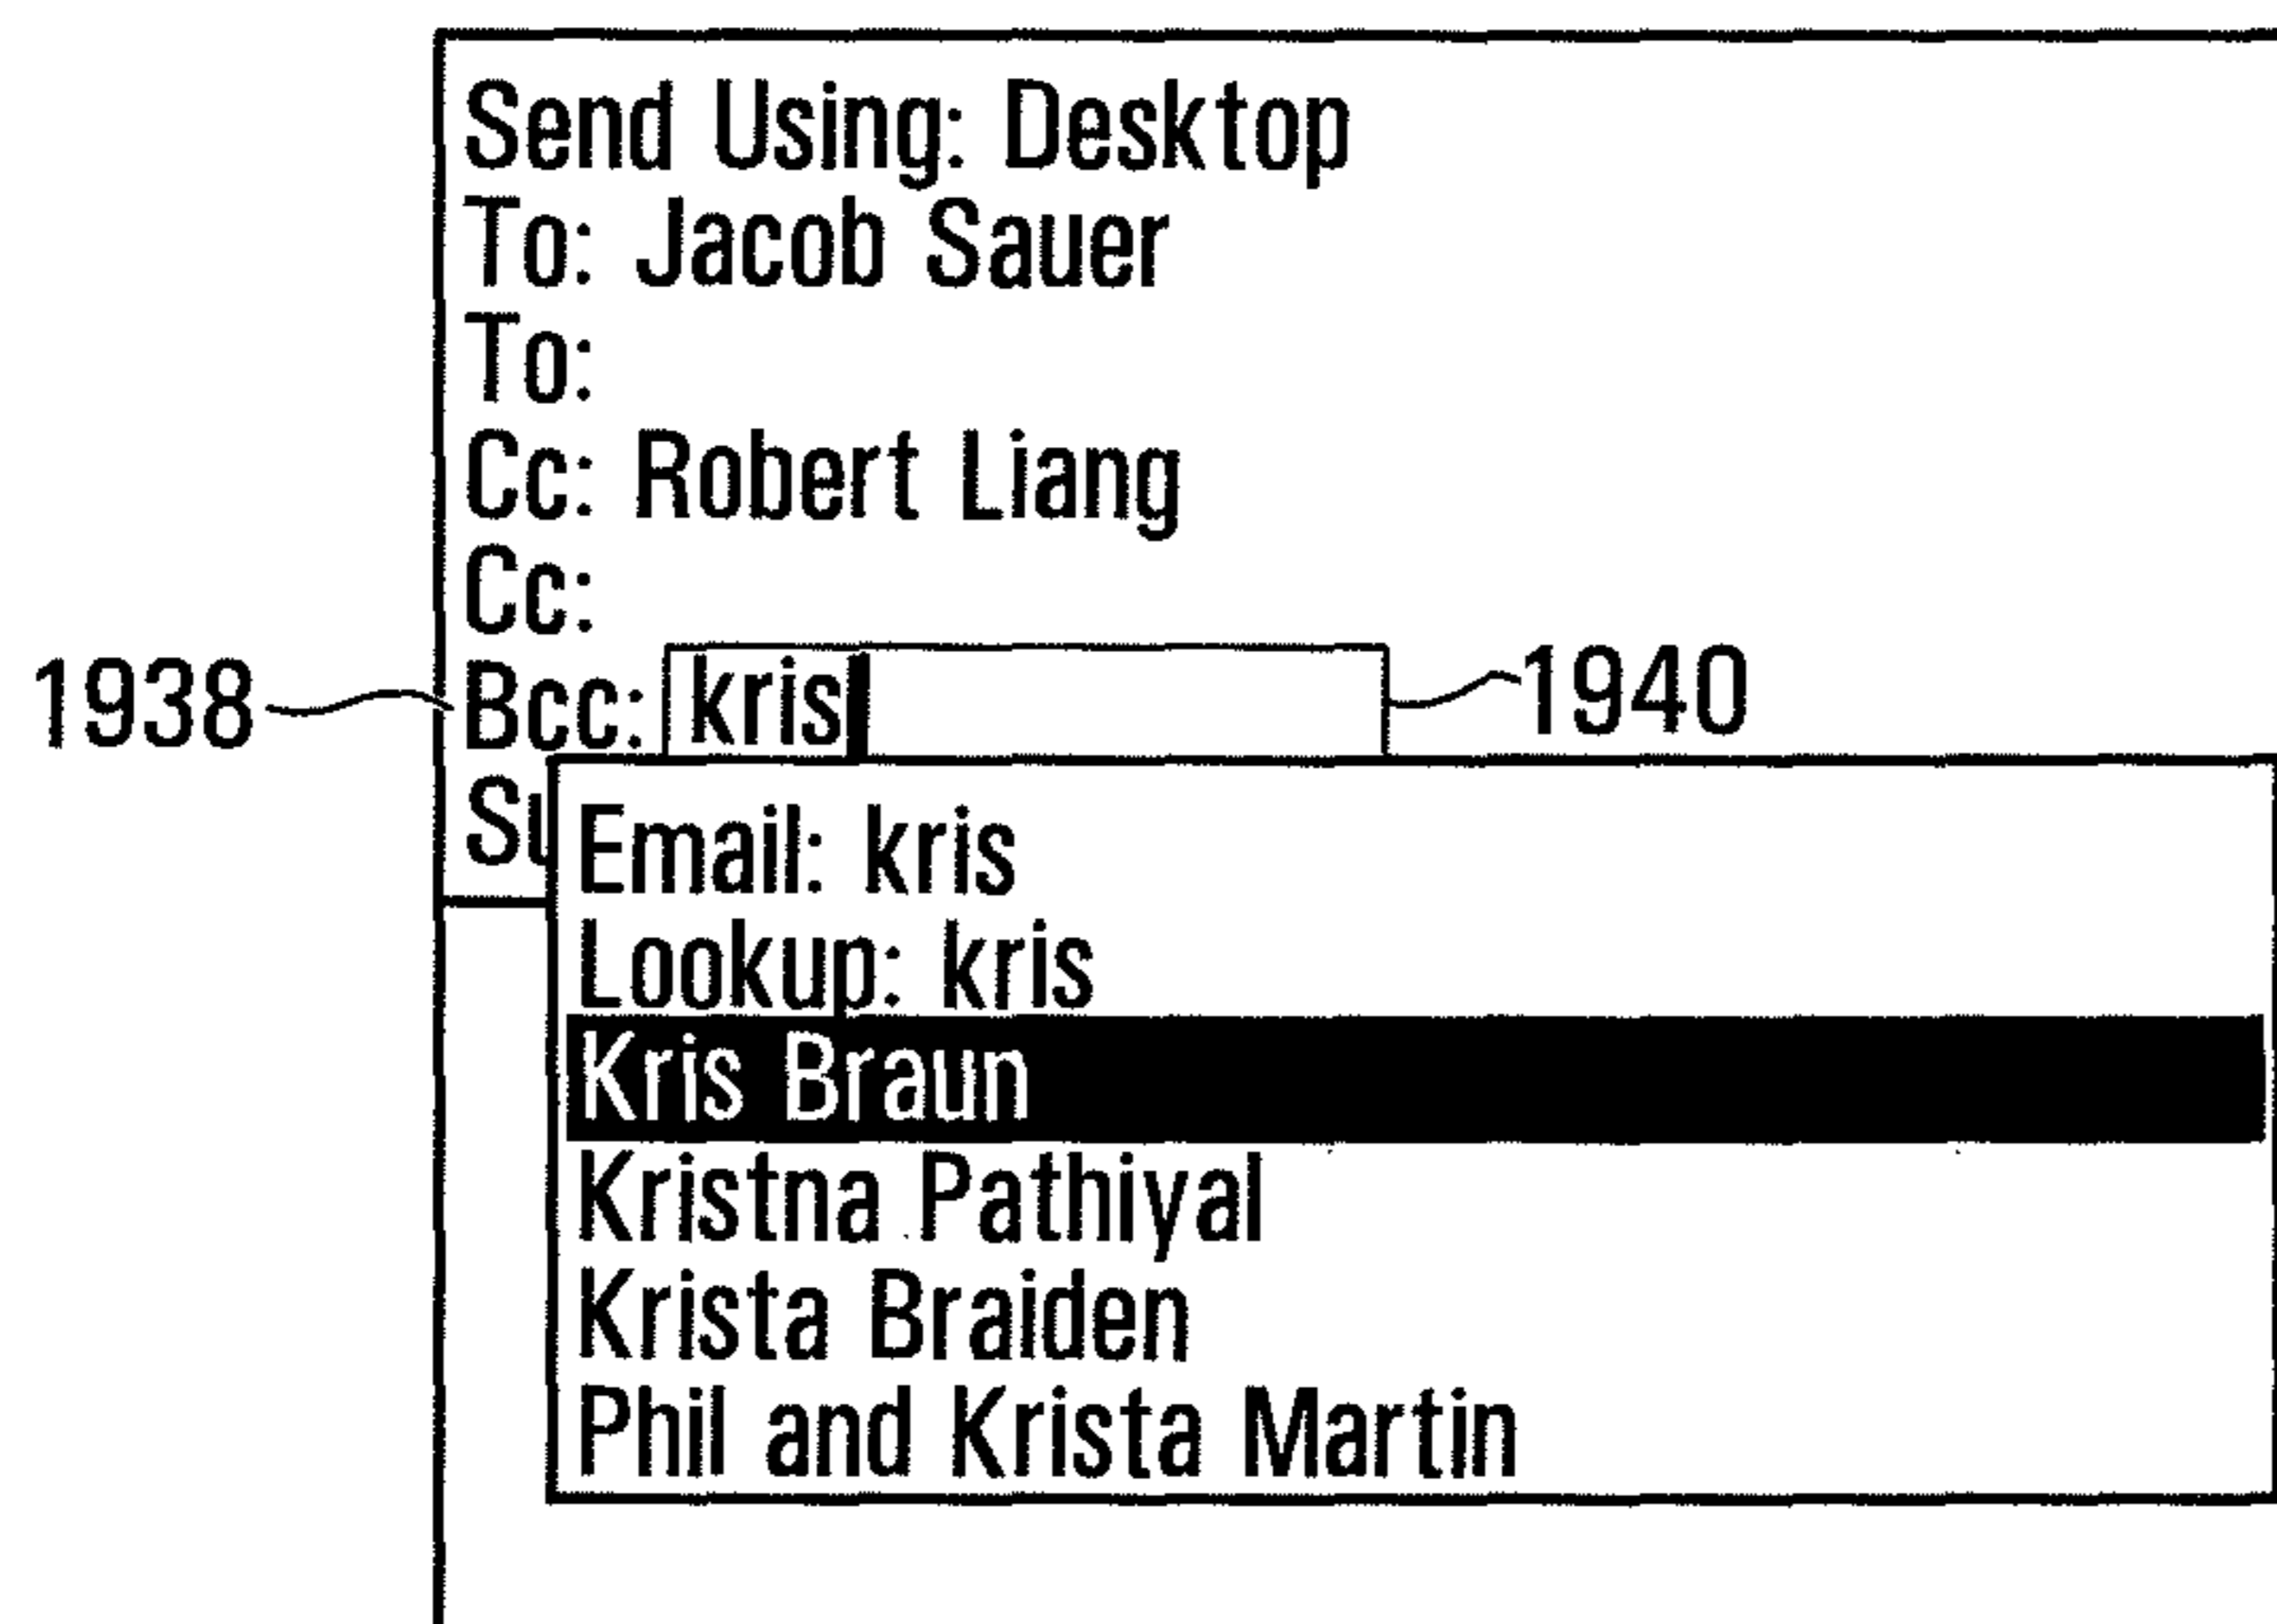 Send Using: Desktop
To: Jacob Sauer
To:
Cc: Robert Liang
Cc:
1938 Bcc: kris 1940
Email: kris
Lookup: kris
Kris Braun
Kristna Pathiyal
Krista Braiden
Phil and Krista Martin